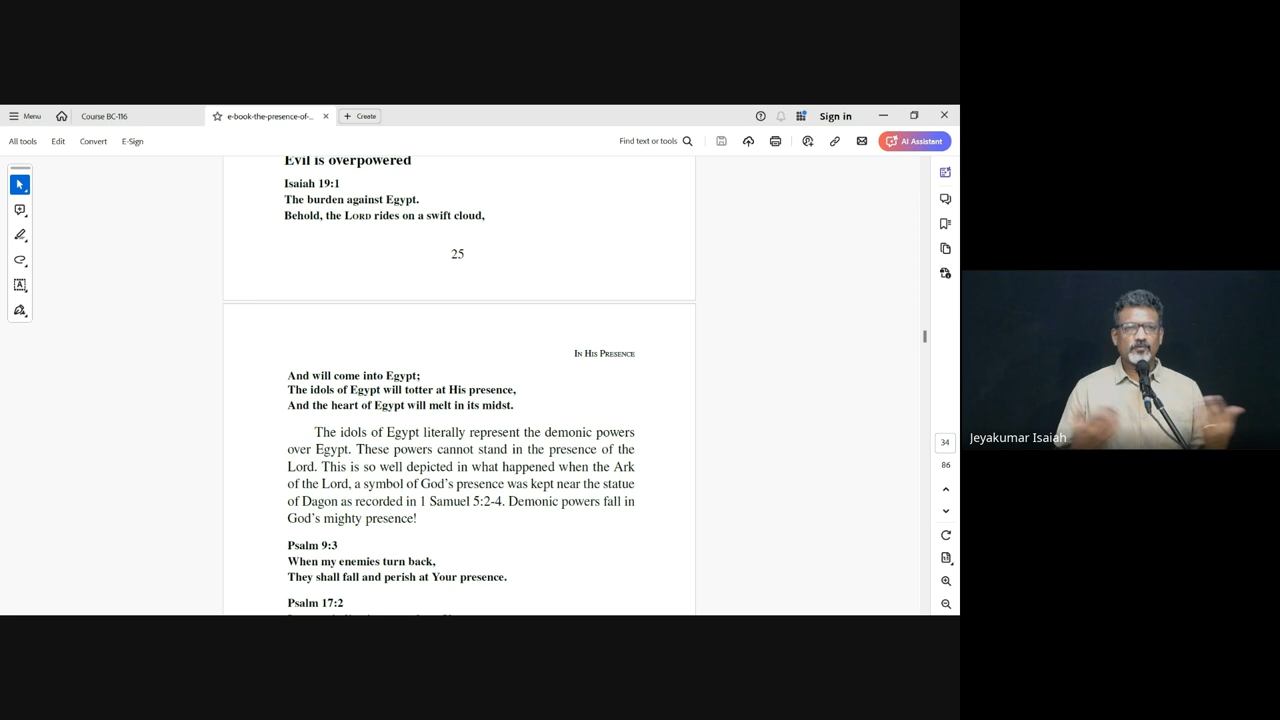 Menu
Course BC-116
e-book-the-presence-of-...
Create
Sign in
All tools
Edit
Convert
E-Sign
Find text or tools
AI Assistant
Evil is overpowered
Isaiah 19:1
The burden against Egypt.
Behold, the LORD rides on a swift cloud,
25
IN HIS PRESENCE
And will come into Egypt;
The idols of Egypt will totter at His presence,
And the heart of Egypt will melt in its midst.
The idols of Egypt literally represent the demonic powers
over Egypt. These powers cannot stand in the presence of the
Lord. This is so well depicted in what happened when the Ark
of the Lord, a symbol of God's presence was kept near the statue
of Dagon as recorded in 1 Samuel 5:2-4. Demonic powers fall in
God's mighty presence!
Psalm 9:3
When my enemies turn back,
They shall fall and perish at Your presence.
Psalm 17:2
34
86
Jeyakumar Isaiah